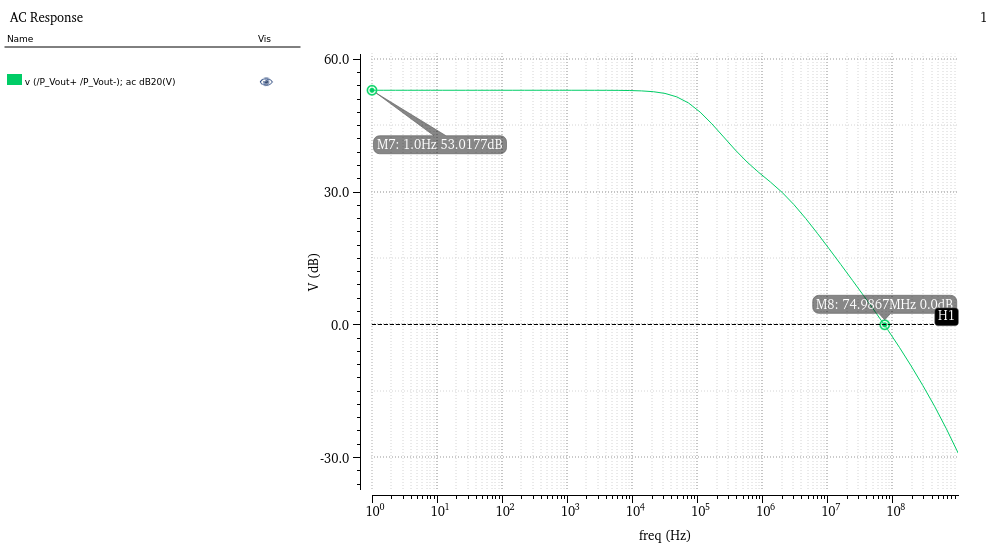 AC Response
1
Name Vis
v (/P_Vout+ /P_Vout-); ac dB20(V)
60.0
M7: 1.0Hz 53.0177dB
30.0
V (dB)
M8: 74.9867MHz 0.0dB
H1
0.0
-30.0
10⁰ 10¹ 10² 10³ 10⁴ 10⁵ 10⁶ 10⁷ 10⁸
freq (Hz)